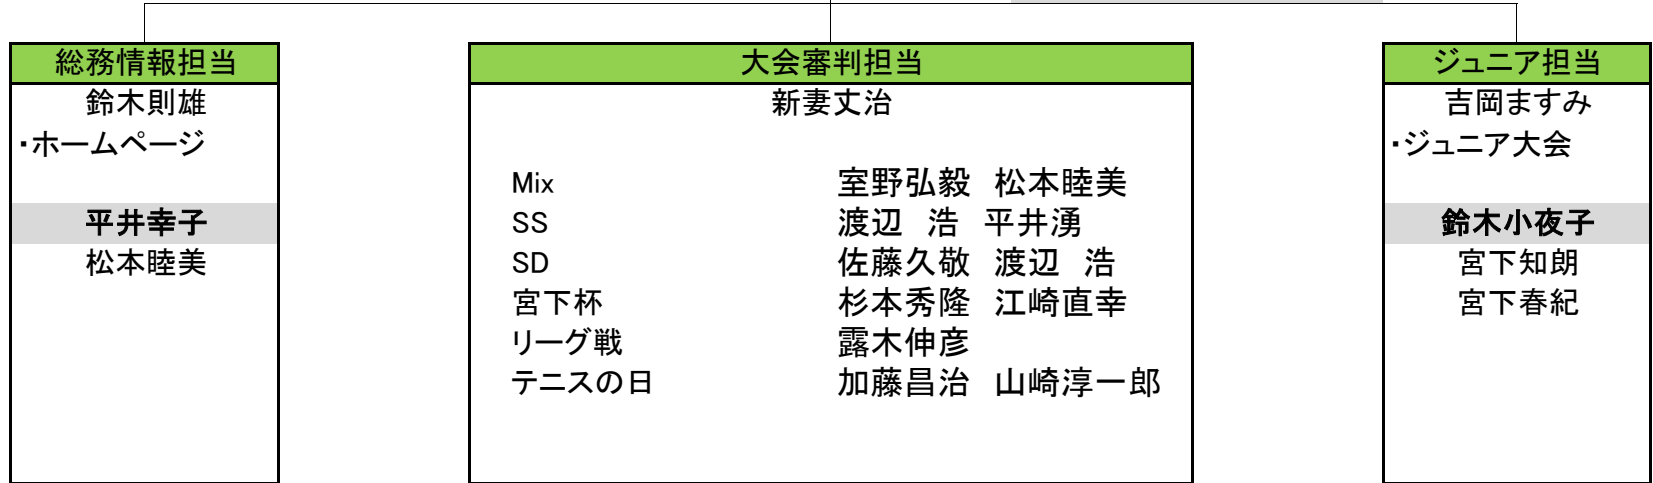 総務情報担当
鈴木則雄
・ホームページ
平井幸子
松本睦美
大会審判担当
新妻丈治
Mix 室野弘毅 松本睦美
SS 渡辺 浩 平井湧
SD 佐藤久敬 渡辺 浩
宮下杯 杉本秀隆 江崎直幸
リーグ戦 露木伸彦
テニスの日 加藤昌治 山崎淳一郎
ジュニア担当
吉岡ますみ
・ジュニア大会
鈴木小夜子
宮下知朗
宮下春紀